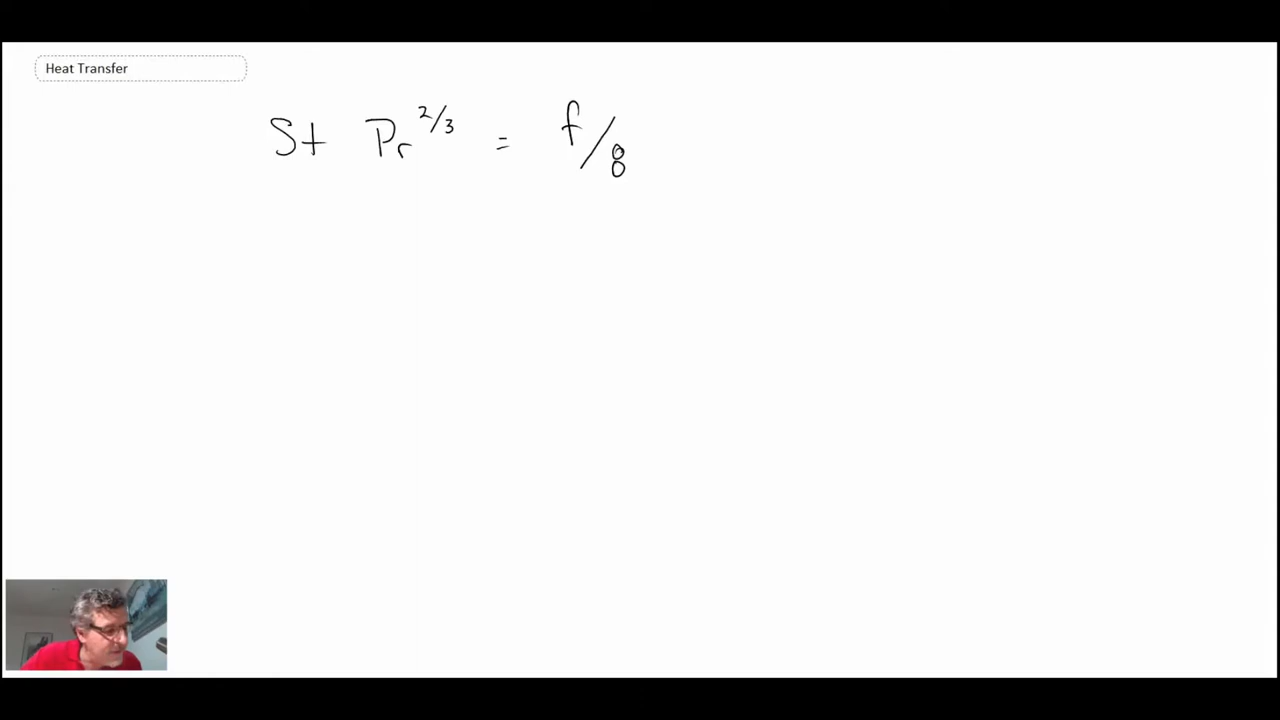 Heat Transfer
St Pr^2/3 = f/8